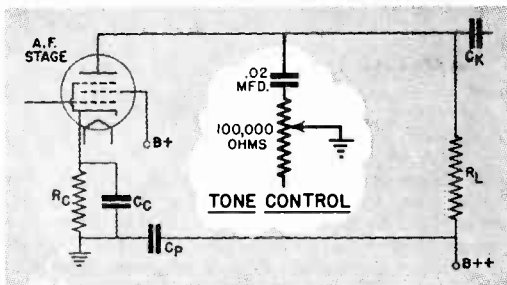 A.F.
STAGE
B+
RC
CC
CP
.02
MFD.
100,000
OHMS
TONE CONTROL
CK
RL
B++